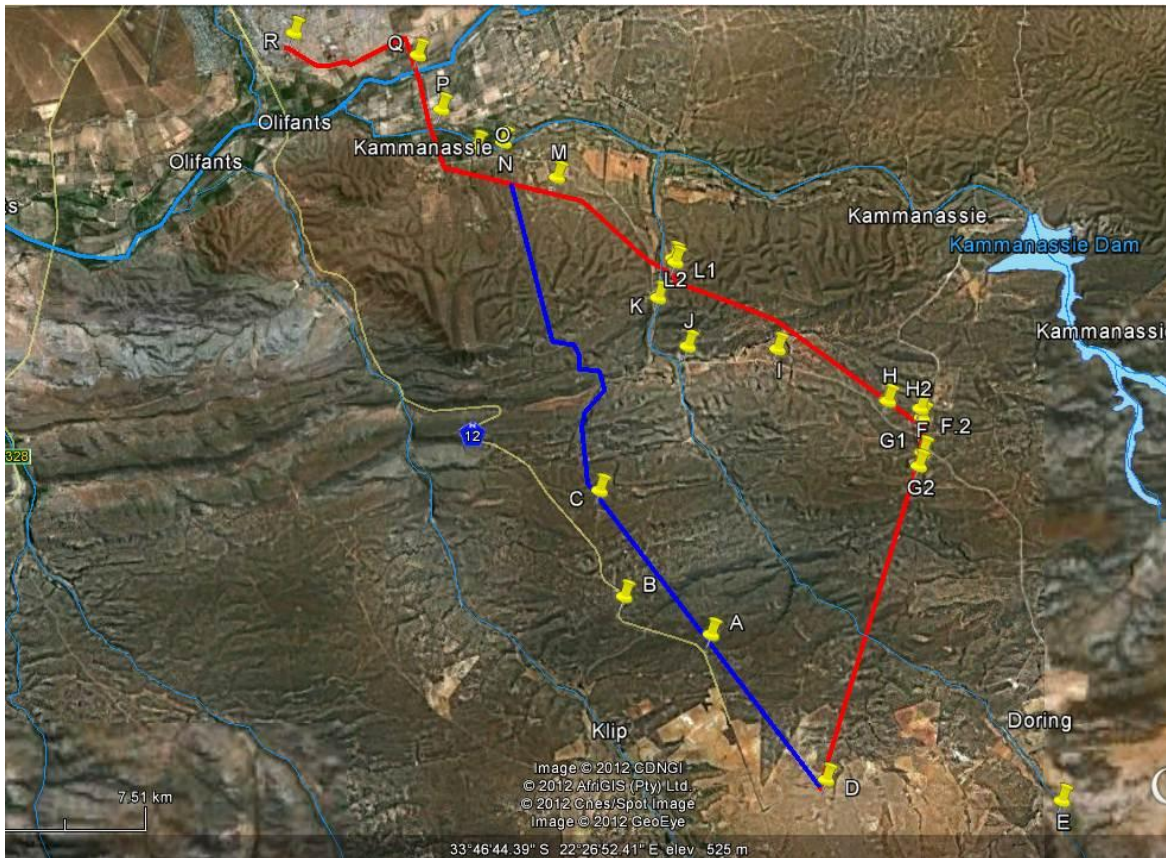 R
Q
P
Olifants
O
Kammanassie
N
M
Olifants
s
Kammanassie
Kammanassie Dam
L1
L2
K
J
Kammanassi
I
H
H2
F
F.2
G1
12
328
G2
C
B
A
Klip
Doring
D
E
Image © 2012 CDNGI
© 2012 AfriGIS (Pty) Ltd.
© 2012 Cnes/Spot Image
Image © 2012 GeoEye
7.51 km
33°46'44.39" S 22°26'52.41" E elev 525 m